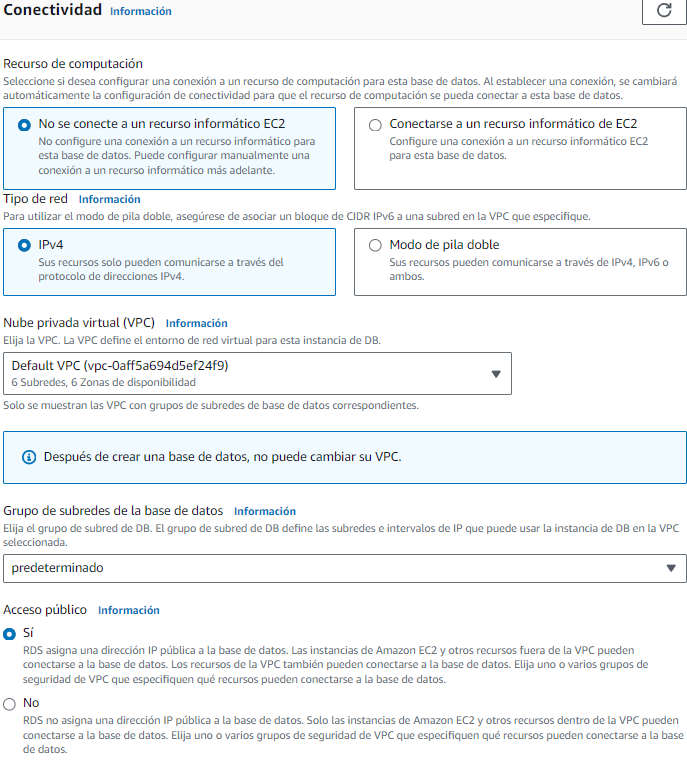 Conectividad Información
Recurso de computación
Seleccione si desea configurar una conexión a un recurso de computación para esta base de datos. Al establecer una conexión, se cambiará
automáticamente la configuración de conectividad para que el recurso de computación se pueda conectar a esta base de datos.
No se conecte a un recurso informático EC2
No configure una conexión a un recurso informático para
esta base de datos. Puede configurar manualmente una
conexión a un recurso informático más adelante.
Conectarse a un recurso informático de EC2
Configure una conexión a un recurso informático EC2
para esta base de datos.
Tipo de red Información
Para utilizar el modo de pila doble, asegúrese de asociar un bloque de CIDR IPv6 a una subred en la VPC que especifique.
IPv4
Sus recursos solo pueden comunicarse a través del
protocolo de direcciones IPv4.
Modo de pila doble
Sus recursos pueden comunicarse a través de IPv4, IPv6 o
ambos.
Nube privada virtual (VPC) Información
Elija la VPC. La VPC define el entorno de red virtual para esta instancia de DB.
Default VPC (vpc-0aff5a694d5ef24f9)
6 Subredes, 6 Zonas de disponibilidad
Solo se muestran las VPC con grupos de subredes de base de datos correspondientes.
Después de crear una base de datos, no puede cambiar su VPC.
Grupo de subredes de la base de datos Información
Elija el grupo de subred de DB. El grupo de subred de DB define las subredes e intervalos de IP que puede usar la instancia de DB en la VPC
seleccionada.
predeterminado
Acceso público Información
Sí
RDS asigna una dirección IP pública a la base de datos. Las instancias de Amazon EC2 y otros recursos fuera de la VPC pueden
conectarse a la base de datos. Los recursos de la VPC también pueden conectarse a la base de datos. Elija uno o varios grupos de
seguridad de VPC que especifiquen qué recursos pueden conectarse a la base de datos.
No
RDS no asigna una dirección IP pública a la base de datos. Solo las instancias de Amazon EC2 y otros recursos dentro de la VPC pueden
conectarse a la base de datos. Elija uno o varios grupos de seguridad de VPC que especifiquen qué recursos pueden conectarse a la base
de datos.